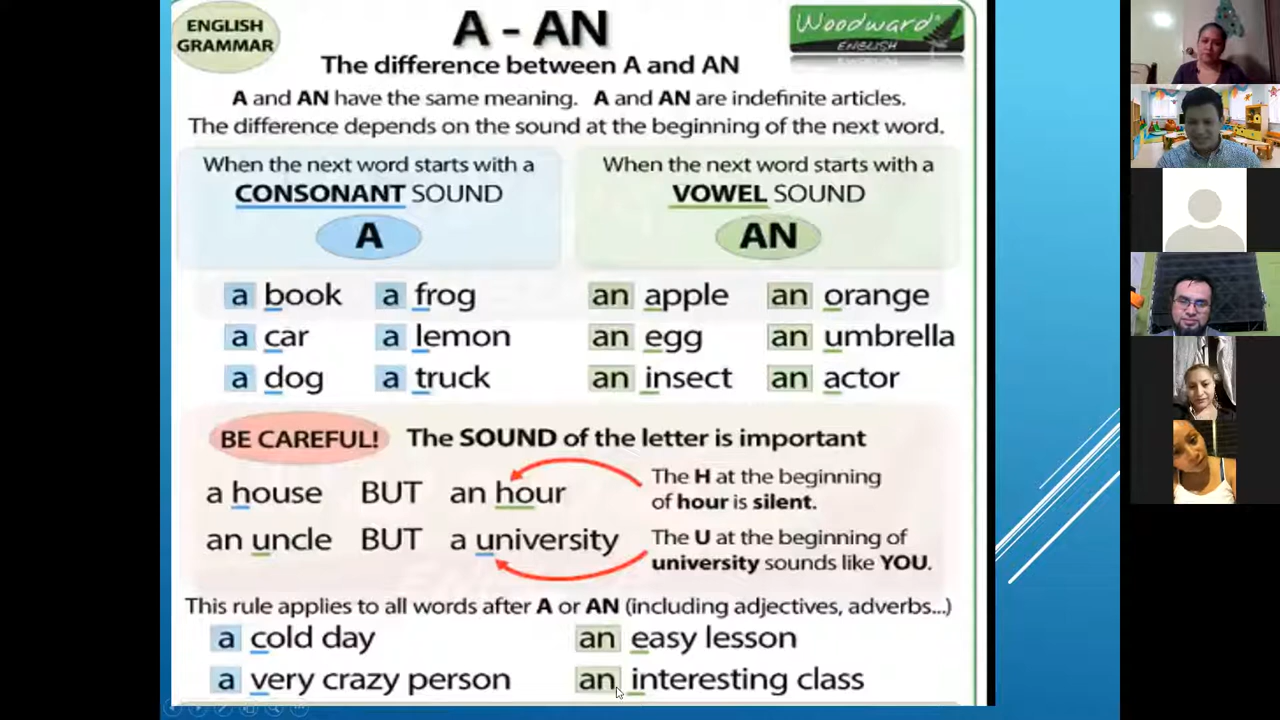 ENGLISH
GRAMMAR
A - AN
Woodward®
ENGLISH
The difference between A and AN
A and AN have the same meaning. A and AN are indefinite articles.
The difference depends on the sound at the beginning of the next word.
When the next word starts with a
CONSONANT SOUND
A
When the next word starts with a
VOWEL SOUND
AN
a book a frog an apple an orange
a car a lemon an egg an umbrella
a dog a truck an insect an actor
BE CAREFUL! The SOUND of the letter is important
a house BUT an hour
The H at the beginning
of hour is silent.
an uncle BUT a university
The U at the beginning of
university sounds like YOU.
This rule applies to all words after A or AN (including adjectives, adverbs...)
a cold day an easy lesson
a very crazy person an interesting class